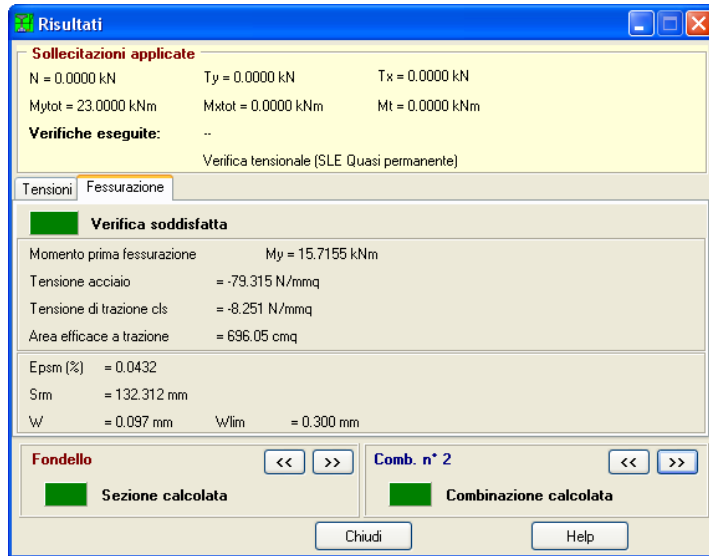 Risultati
Sollecitazioni applicate
N = 0.0000 kN Ty = 0.0000 kN Tx = 0.0000 kN
Mytot = 23.0000 kNm Mxtot = 0.0000 kNm Mt = 0.0000 kNm
Verifiche eseguite: --
Verifica tensionale (SLE Quasi permanente)
Tensioni Fessurazione
Verifica soddisfatta
Momento prima fessurazione My = 15.7155 kNm
Tensione acciaio = -79.315 N/mmq
Tensione di trazione cls = -8.251 N/mmq
Area efficace a trazione = 696.05 cmq
Epsm (%) = 0.0432
Srm = 132.312 mm
W = 0.097 mm Wlim = 0.300 mm
Fondello << >> Comb. n° 2 << >>
Sezione calcolata Combinazione calcolata
Chiudi Help